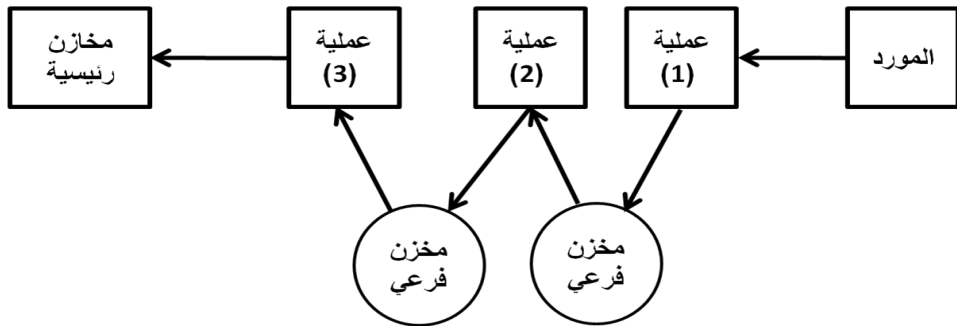 المورد
عملية
(1)
عملية
(2)
عملية
(3)
مخازن
رئيسية
مخزن
فرعي
مخزن
فرعي